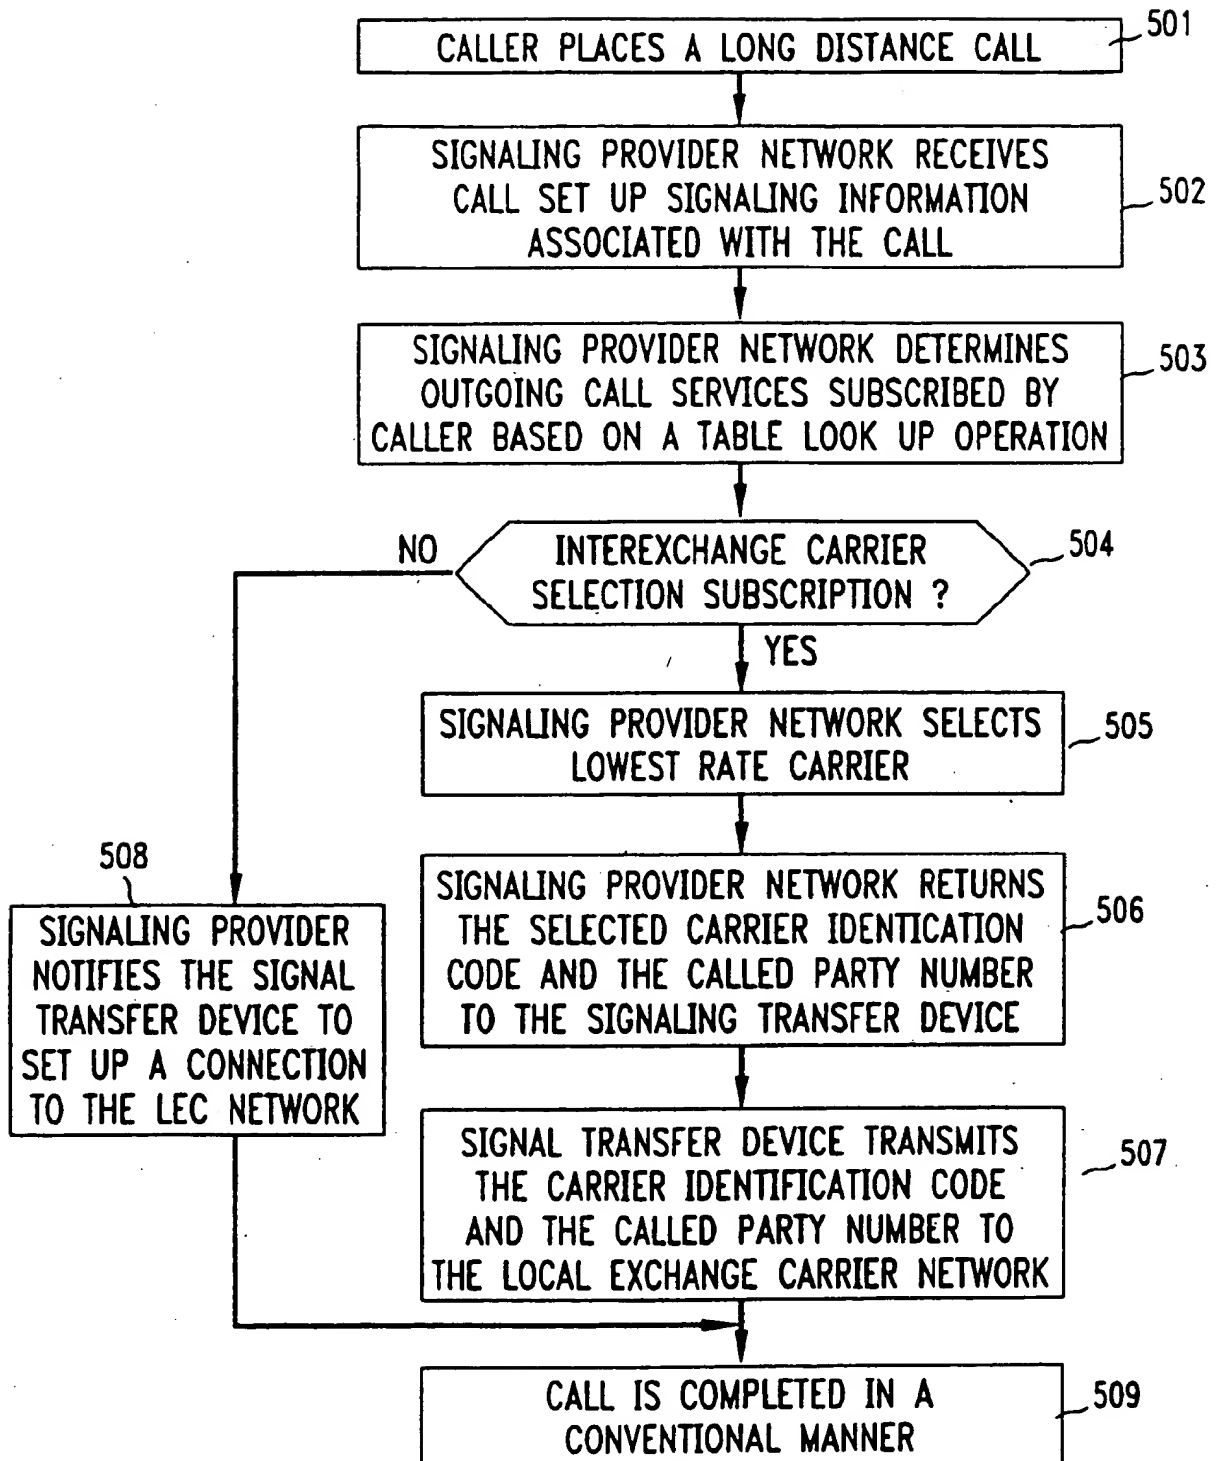 CALLER PLACES A LONG DISTANCE CALL
501
SIGNALING PROVIDER NETWORK RECEIVES
CALL SET UP SIGNALING INFORMATION
ASSOCIATED WITH THE CALL
502
SIGNALING PROVIDER NETWORK DETERMINES
OUTGOING CALL SERVICES SUBSCRIBED BY
CALLER BASED ON A TABLE LOOK UP OPERATION
503
INTEREXCHANGE CARRIER
SELECTION SUBSCRIPTION ?
504
NO
YES
SIGNALING PROVIDER NETWORK SELECTS
LOWEST RATE CARRIER
505
SIGNALING PROVIDER NETWORK RETURNS
THE SELECTED CARRIER IDENTICATION
CODE AND THE CALLED PARTY NUMBER
TO THE SIGNALING TRANSFER DEVICE
506
508
SIGNALING PROVIDER
NOTIFIES THE SIGNAL
TRANSFER DEVICE TO
SET UP A CONNECTION
TO THE LEC NETWORK
SIGNAL TRANSFER DEVICE TRANSMITS
THE CARRIER IDENTIFICATION CODE
AND THE CALLED PARTY NUMBER TO
THE LOCAL EXCHANGE CARRIER NETWORK
507
CALL IS COMPLETED IN A
CONVENTIONAL MANNER
509